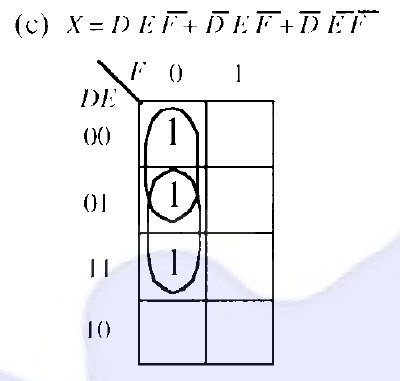 (c) X = D E F̅ + D̅ E F̅ + D̅ E̅ F̅
F 0 1
DE
00 1
01 1
11 1
10